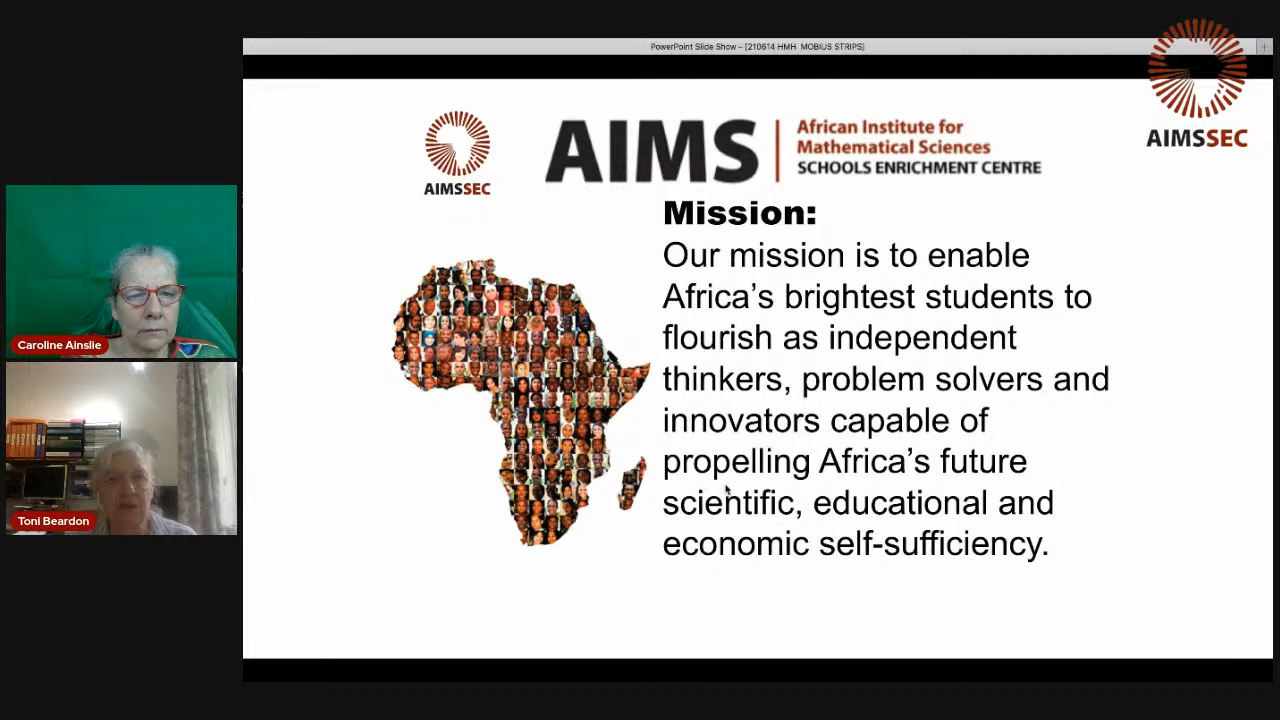 PowerPoint Slide Show – [210614 HMH  MOBIUS STRIPS]
AIMSSEC
AIMSSEC
AIMS
African Institute for
Mathematical Sciences
SCHOOLS ENRICHMENT CENTRE
Mission:
Our mission is to enable
Africa’s brightest students to
flourish as independent
thinkers, problem solvers and
innovators capable of
propelling Africa’s future
scientific, educational and
economic self-sufficiency.
Caroline Ainslie
Toni Beardon